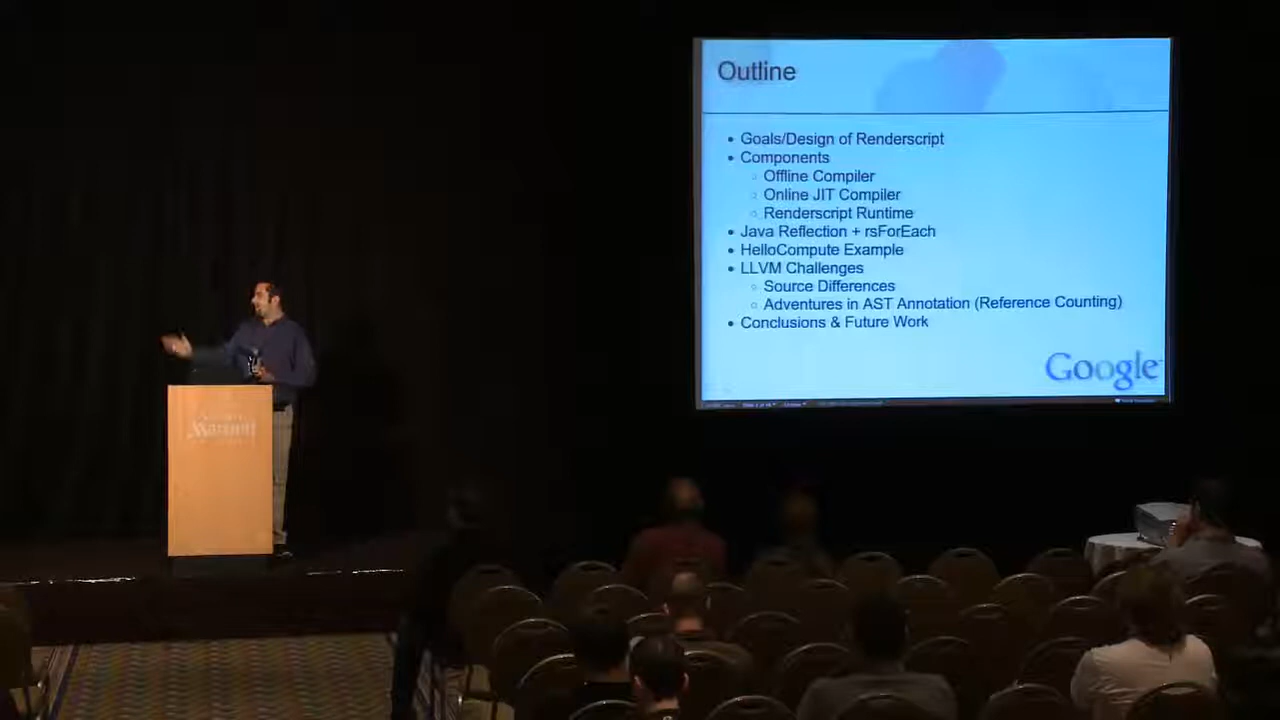 Outline
• Goals/Design of Renderscript
• Components
○ Offline Compiler
○ Online JIT Compiler
○ Renderscript Runtime
• Java Reflection + rsForEach
• HelloCompute Example
• LLVM Challenges
○ Source Differences
○ Adventures in AST Annotation (Reference Counting)
• Conclusions & Future Work
Google
Marriott